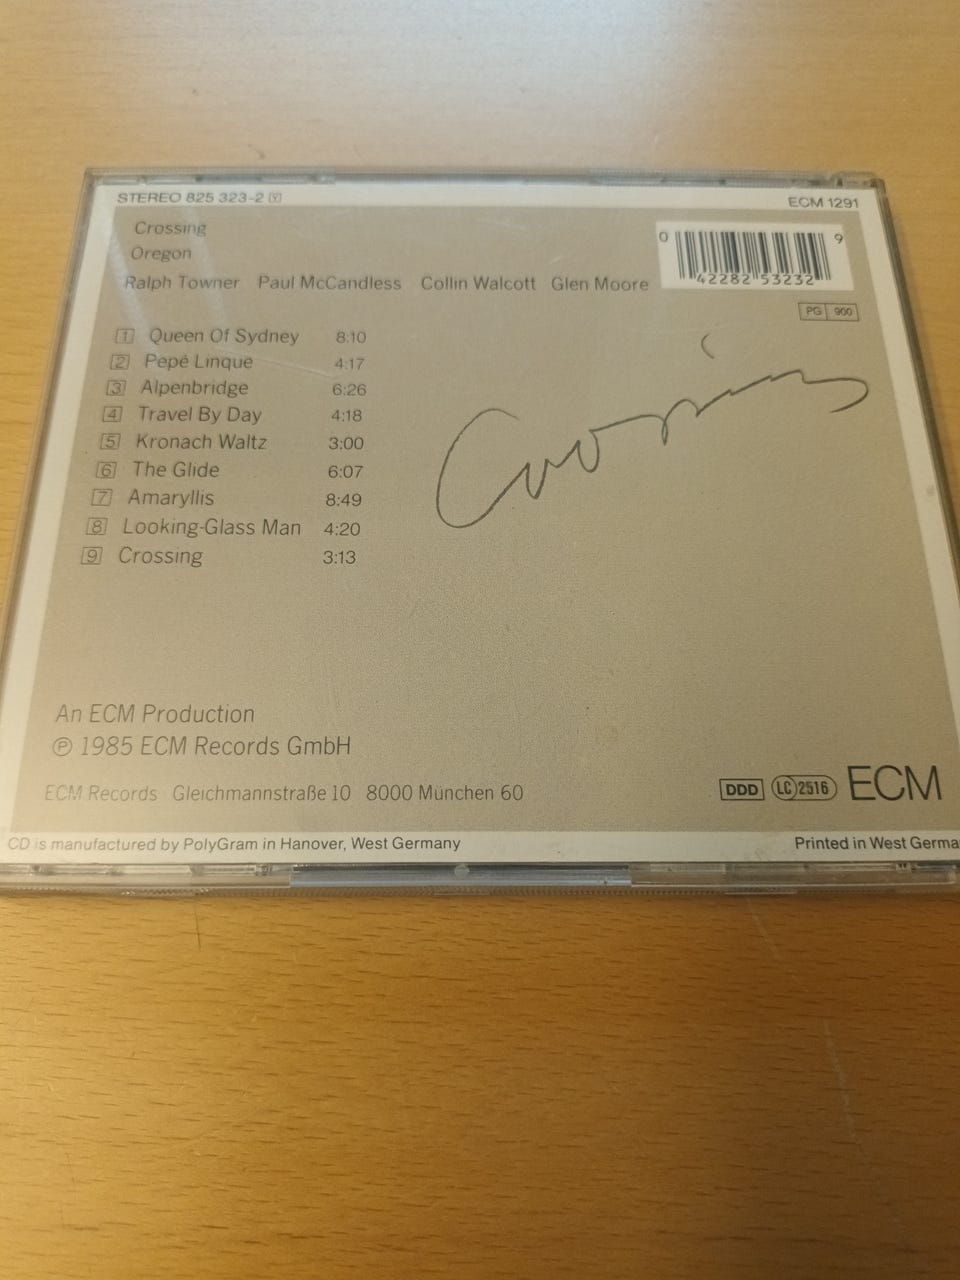 STEREO 825 323-2 Y
ECM 1291
Crossing
Oregon
Ralph Towner Paul McCandless Collin Walcott Glen Moore
0 42282 53232 9
PG 900
1 Queen Of Sydney 8:10
2 Pepé Linque 4:17
3 Alpenbridge 6:26
4 Travel By Day 4:18
5 Kronach Waltz 3:00
6 The Glide 6:07
7 Amaryllis 8:49
8 Looking-Glass Man 4:20
9 Crossing 3:13
Crossing
An ECM Production
℗ 1985 ECM Records GmbH
ECM Records Gleichmannstraße 10 8000 München 60
DDD LC 2516 ECM
CD is manufactured by PolyGram in Hanover, West Germany
Printed in West Germa